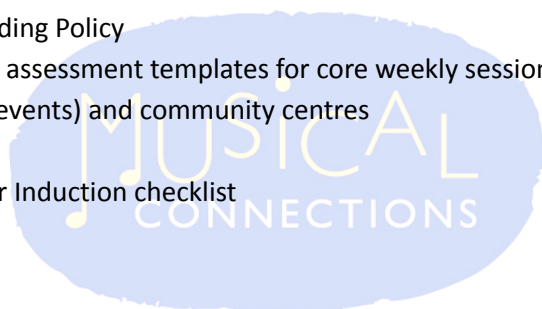 ding Policy
assessment templates for core weekly session
events) and community centres
r Induction checklist
MUSICAL
CONNECTIONS